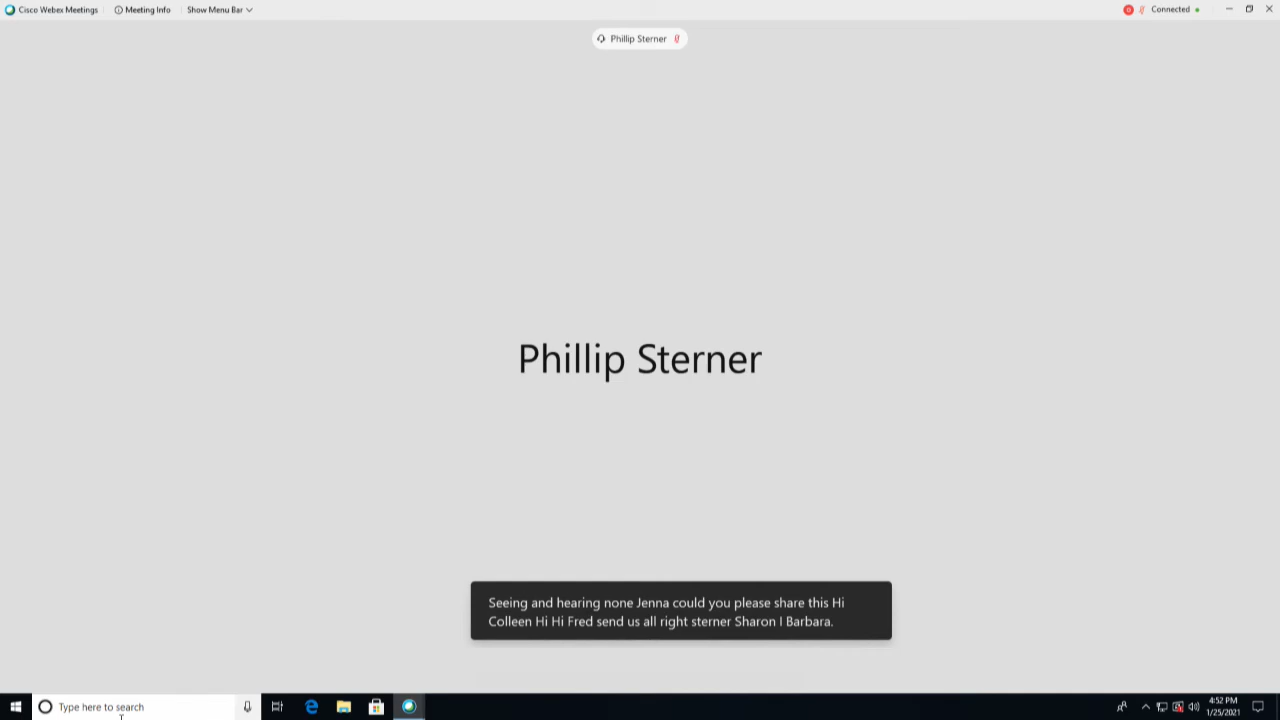 Cisco Webex Meetings
Meeting Info
Show Menu Bar
Connected
Phillip Sterner
Phillip Sterner
Seeing and hearing none Jenna could you please share this Hi
Colleen Hi Hi Fred send us all right sterner Sharon I Barbara.
Type here to search
4:52 PM
1/25/2021